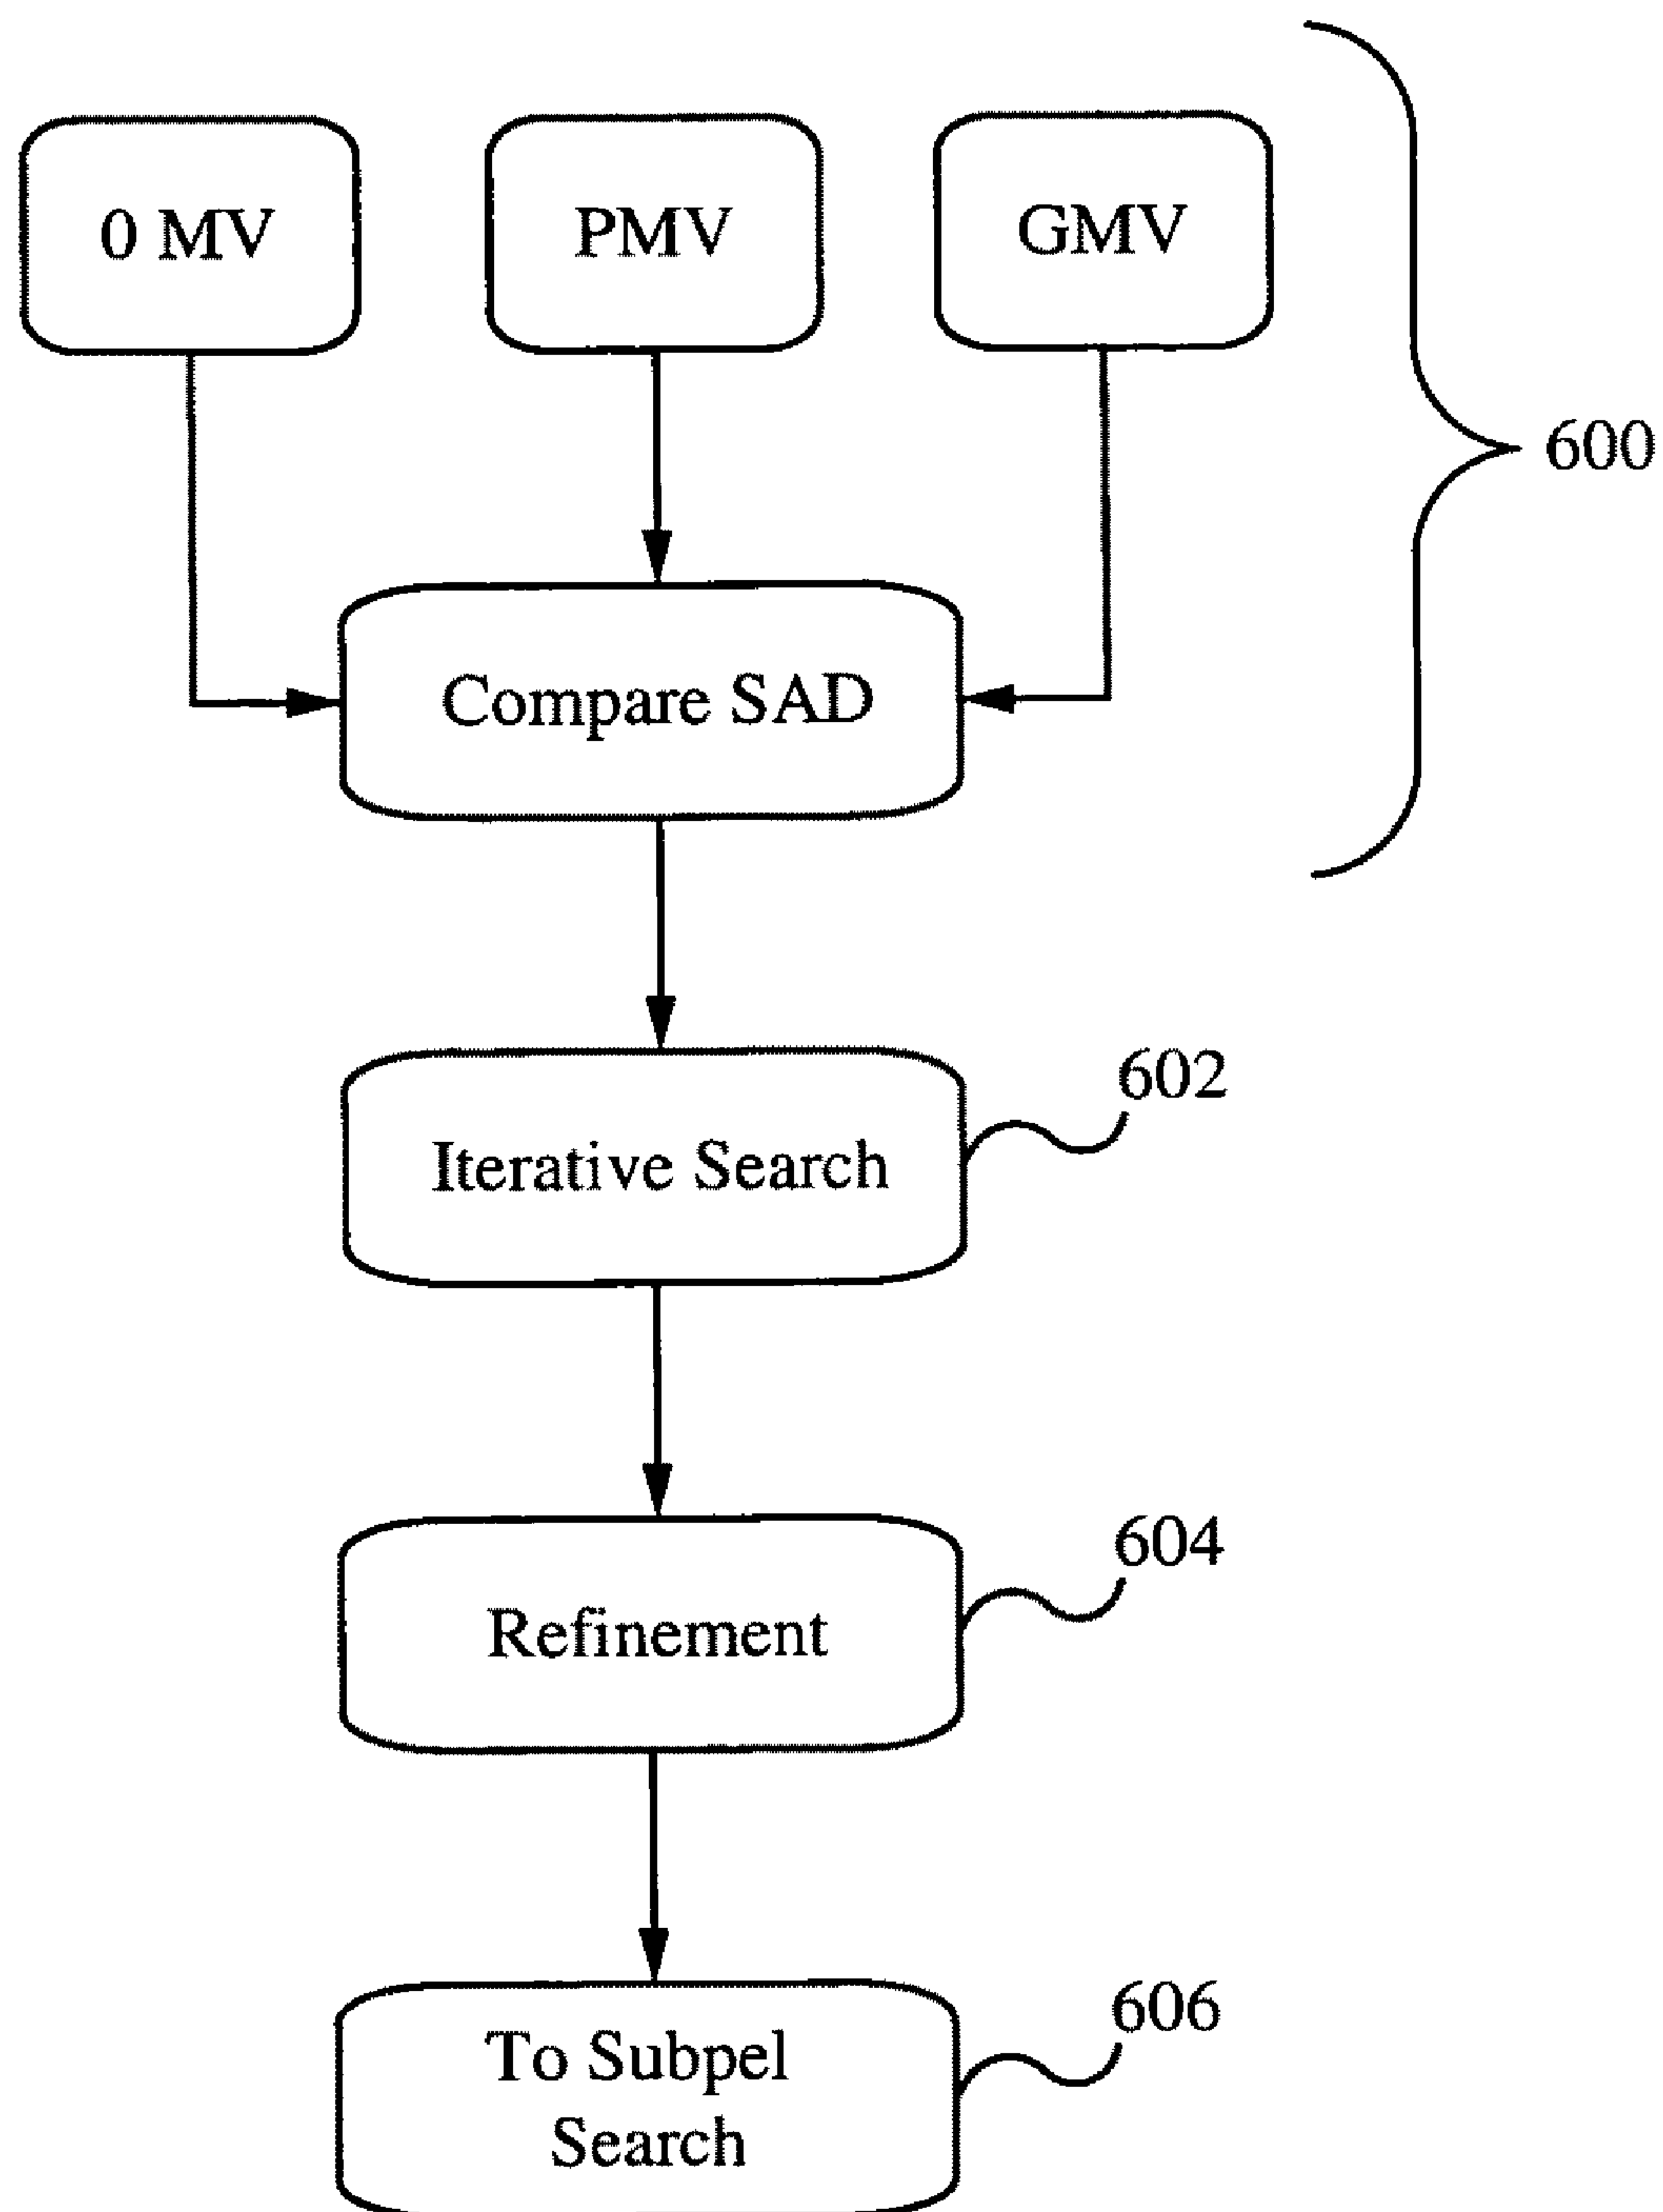 0 MV
PMV
GMV
600
Compare SAD
602
Iterative Search
604
Refinement
606
To Subpel
Search